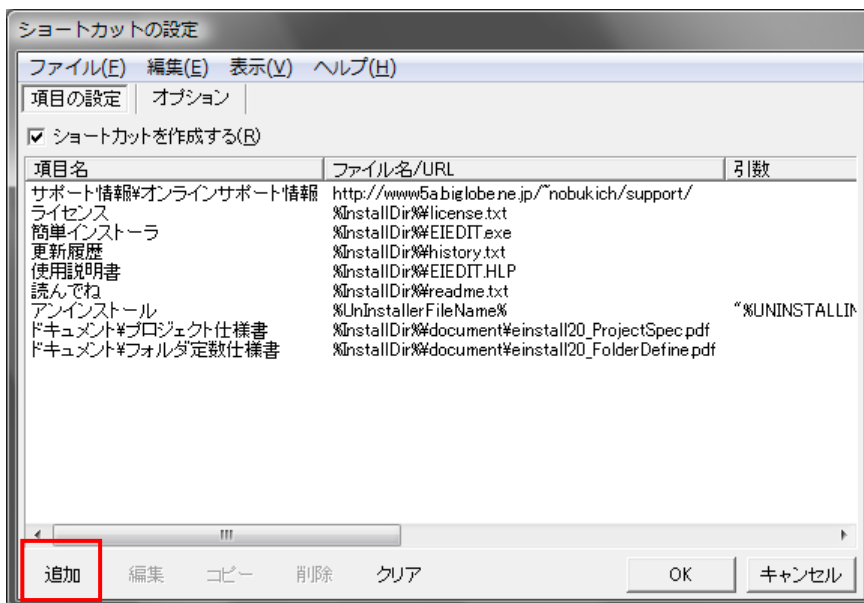 ショートカットの設定
ファイル(F) 編集(E) 表示(V) ヘルプ(H)
項目の設定 オプション
ショートカットを作成する(R)
項目名 ファイル名/URL 引数
サポート情報¥オンラインサポート情報 http://www5a.biglobe.ne.jp/~nobukich/support/
ライセンス %InstallDir%¥license.txt
簡単インストーラ %InstallDir%¥EIEDIT.exe
更新履歴 %InstallDir%¥history.txt
使用説明書 %InstallDir%¥EIEDIT.HLP
読んでね %InstallDir%¥readme.txt
アンインストール %UnInstallerFileName% "%UNINSTALLIN
ドキュメント¥プロジェクト仕様書 %InstallDir%¥document¥einstall20_ProjectSpec.pdf
ドキュメント¥フォルダ定数仕様書 %InstallDir%¥document¥einstall20_FolderDefine.pdf
追加 編集 コピー 削除 クリア OK キャンセル